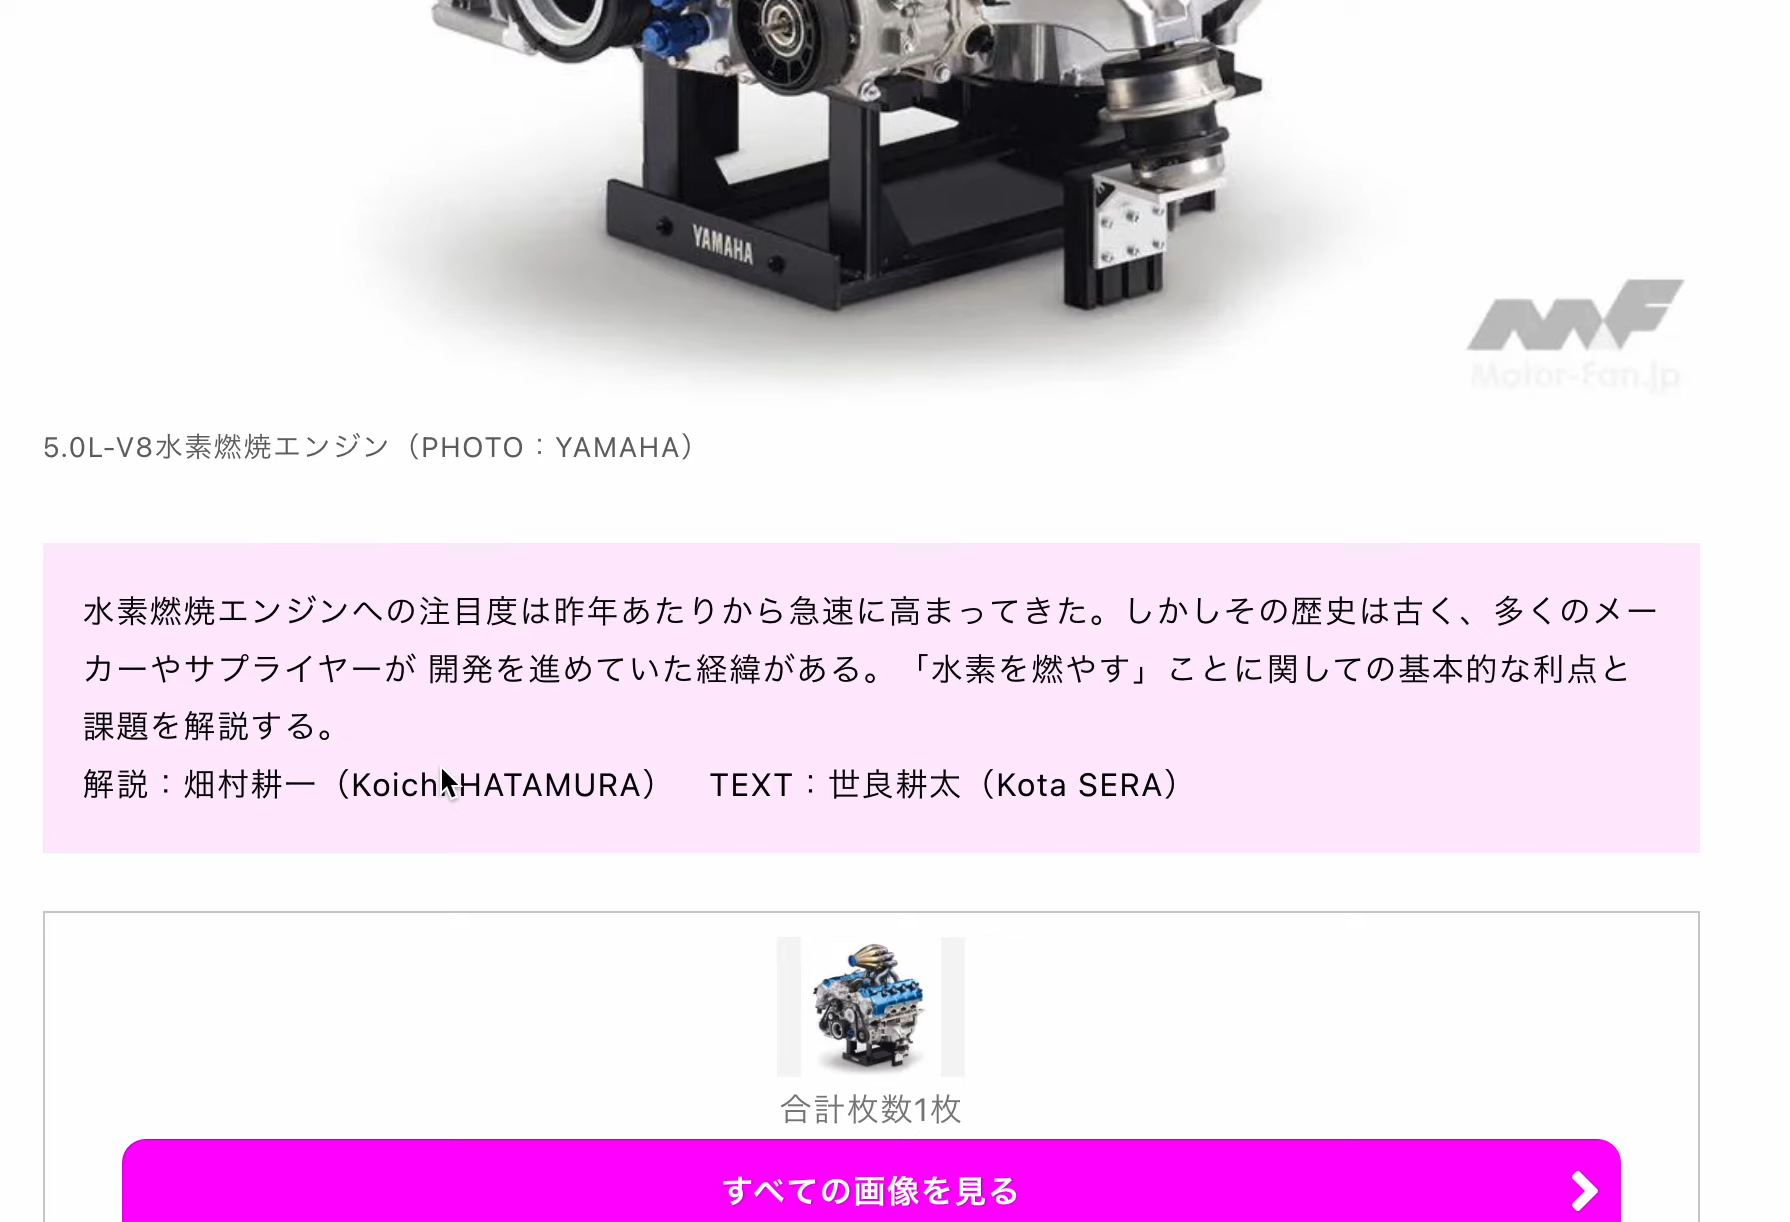 YAMAHA
Motor-Fan.jp
5.0L-V8水素燃焼エンジン（PHOTO：YAMAHA）
水素燃焼エンジンへの注目度は昨年あたりから急速に高まってきた。しかしその歴史は古く、多くのメー
カーやサプライヤーが 開発を進めていた経緯がある。「水素を燃やす」ことに関しての基本的な利点と
課題を解説する。
解説：畑村耕一（Koichi HATAMURA）　TEXT：世良耕太（Kota SERA）
合計枚数1枚
すべての画像を見る